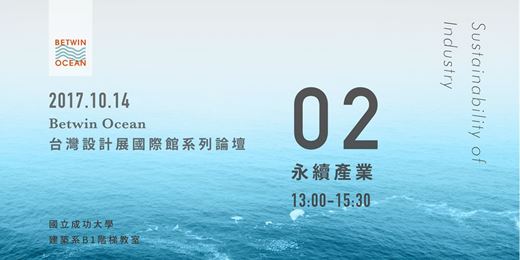 BETWIN
OCEAN
2017.10.14
Betwin Ocean
台灣設計展國際館系列論壇
國立成功大學
建築系B1階梯教室
02
永續產業
13:00-15:30
Sustainability of
Industry